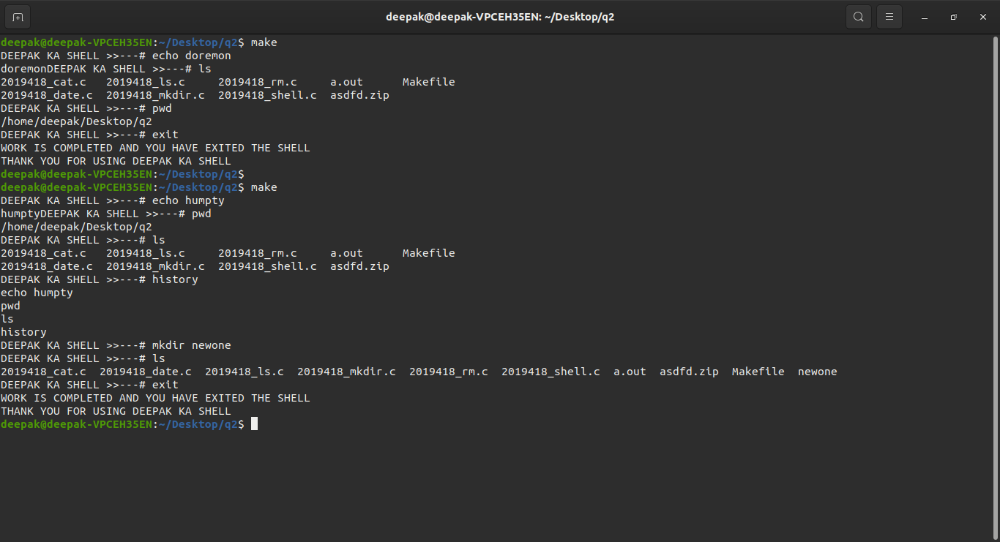 deepak@deepak-VPCEH35EN: ~/Desktop/q2
deepak@deepak-VPCEH35EN:~/Desktop/q2$ make
DEEPAK KA SHELL >>---# echo doremon
doremonDEEPAK KA SHELL >>---# ls
2019418_cat.c   2019418_ls.c     2019418_rm.c     a.out      Makefile
2019418_date.c  2019418_mkdir.c  2019418_shell.c  asdfd.zip
DEEPAK KA SHELL >>---# pwd
/home/deepak/Desktop/q2
DEEPAK KA SHELL >>---# exit
WORK IS COMPLETED AND YOU HAVE EXITED THE SHELL
THANK YOU FOR USING DEEPAK KA SHELL
deepak@deepak-VPCEH35EN:~/Desktop/q2$
deepak@deepak-VPCEH35EN:~/Desktop/q2$ make
DEEPAK KA SHELL >>---# echo humpty
humptyDEEPAK KA SHELL >>---# pwd
/home/deepak/Desktop/q2
DEEPAK KA SHELL >>---# ls
2019418_cat.c   2019418_ls.c     2019418_rm.c     a.out      Makefile
2019418_date.c  2019418_mkdir.c  2019418_shell.c  asdfd.zip
DEEPAK KA SHELL >>---# history
echo humpty
pwd
ls
history
DEEPAK KA SHELL >>---# mkdir newone
DEEPAK KA SHELL >>---# ls
2019418_cat.c  2019418_date.c  2019418_ls.c  2019418_mkdir.c  2019418_rm.c  2019418_shell.c  a.out  asdfd.zip  Makefile  newone
DEEPAK KA SHELL >>---# exit
WORK IS COMPLETED AND YOU HAVE EXITED THE SHELL
THANK YOU FOR USING DEEPAK KA SHELL
deepak@deepak-VPCEH35EN:~/Desktop/q2$